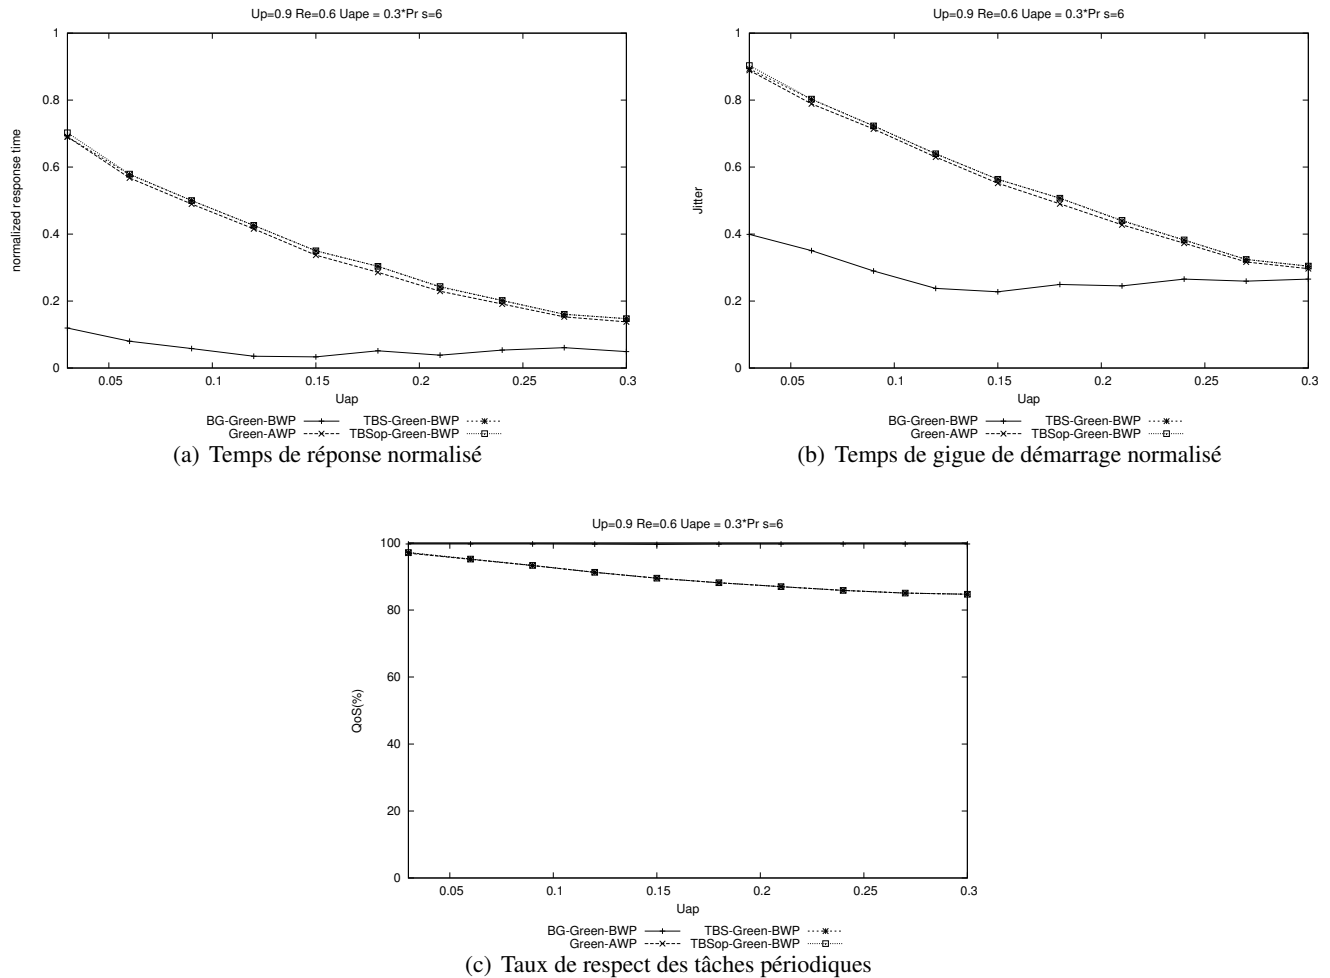 Up=0.9 Re=0.6 Uape = 0.3*Pr s=6
normalized response time
1
0.8
0.6
0.4
0.2
0
0.05 0.1 0.15 0.2 0.25 0.3
Uap
BG-Green-BWP TBS-Green-BWP
Green-AWP TBSop-Green-BWP
(a) Temps de réponse normalisé
Up=0.9 Re=0.6 Uape = 0.3*Pr s=6
Jitter
1
0.8
0.6
0.4
0.2
0
0.05 0.1 0.15 0.2 0.25 0.3
Uap
BG-Green-BWP TBS-Green-BWP
Green-AWP TBSop-Green-BWP
(b) Temps de gigue de démarrage normalisé
Up=0.9 Re=0.6 Uape = 0.3*Pr s=6
QoS(%)
100
80
60
40
20
0
0.05 0.1 0.15 0.2 0.25 0.3
Uap
BG-Green-BWP TBS-Green-BWP
Green-AWP TBSop-Green-BWP
(c) Taux de respect des tâches périodiques